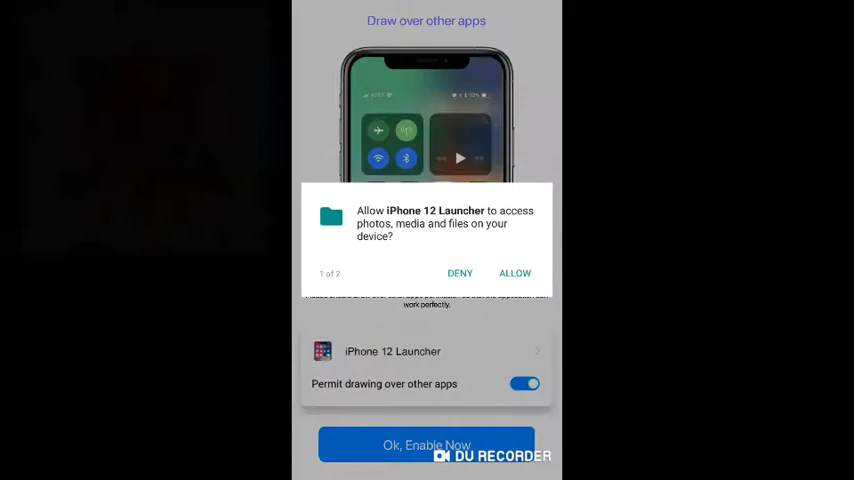 Draw over other apps
Allow iPhone 12 Launcher to access
photos, media and files on your
device?
1 of 2
DENY
ALLOW
work perfectly.
iPhone 12 Launcher
Permit drawing over other apps
Ok, Enable Now
DU RECORDER